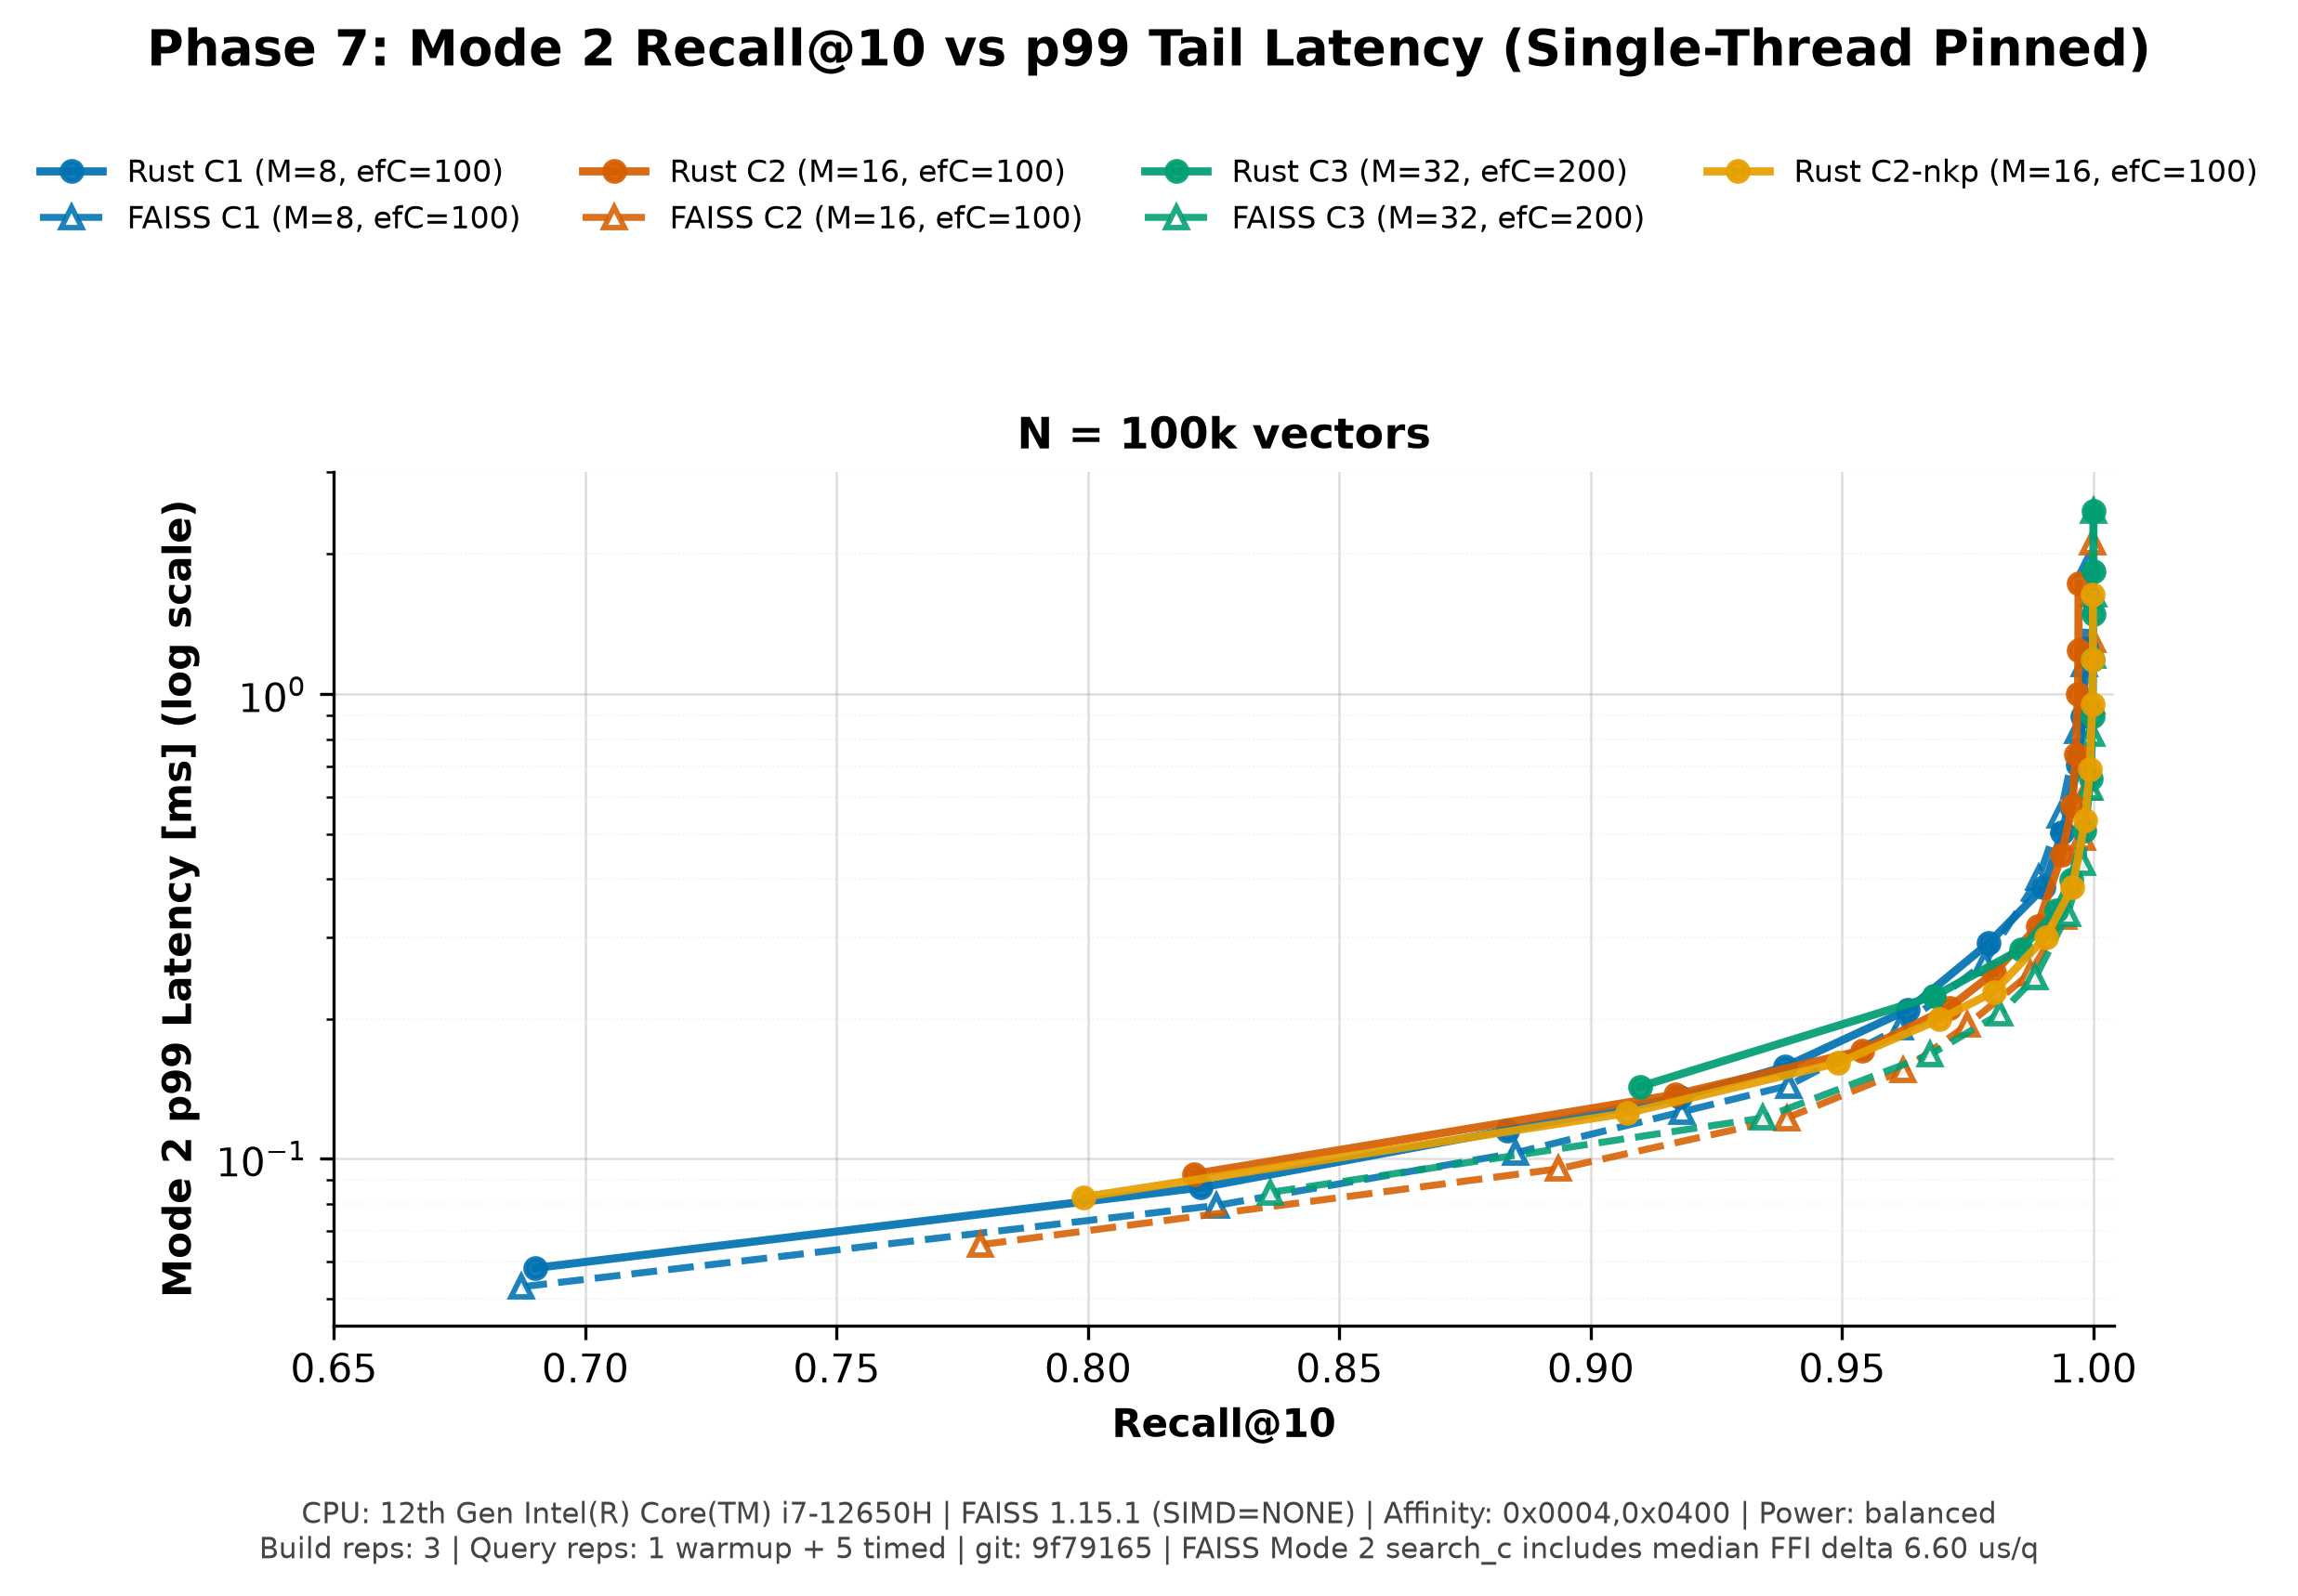 Phase 7: Mode 2 Recall@10 vs p99 Tail Latency (Single-Thread Pinned)
Rust C1 (M=8, efC=100)
Rust C2 (M=16, efC=100)
Rust C3 (M=32, efC=200)
Rust C2-nkp (M=16, efC=100)
FAISS C1 (M=8, efC=100)
FAISS C2 (M=16, efC=100)
FAISS C3 (M=32, efC=200)
N = 100k vectors
Mode 2 p99 Latency [ms] (log scale)
10⁰
10⁻¹
0.65 0.70 0.75 0.80 0.85 0.90 0.95 1.00
Recall@10
CPU: 12th Gen Intel(R) Core(TM) i7-12650H | FAISS 1.15.1 (SIMD=NONE) | Affinity: 0x0004,0x0400 | Power: balanced
Build reps: 3 | Query reps: 1 warmup + 5 timed | git: 9f79165 | FAISS Mode 2 search_c includes median FFI delta 6.60 us/q